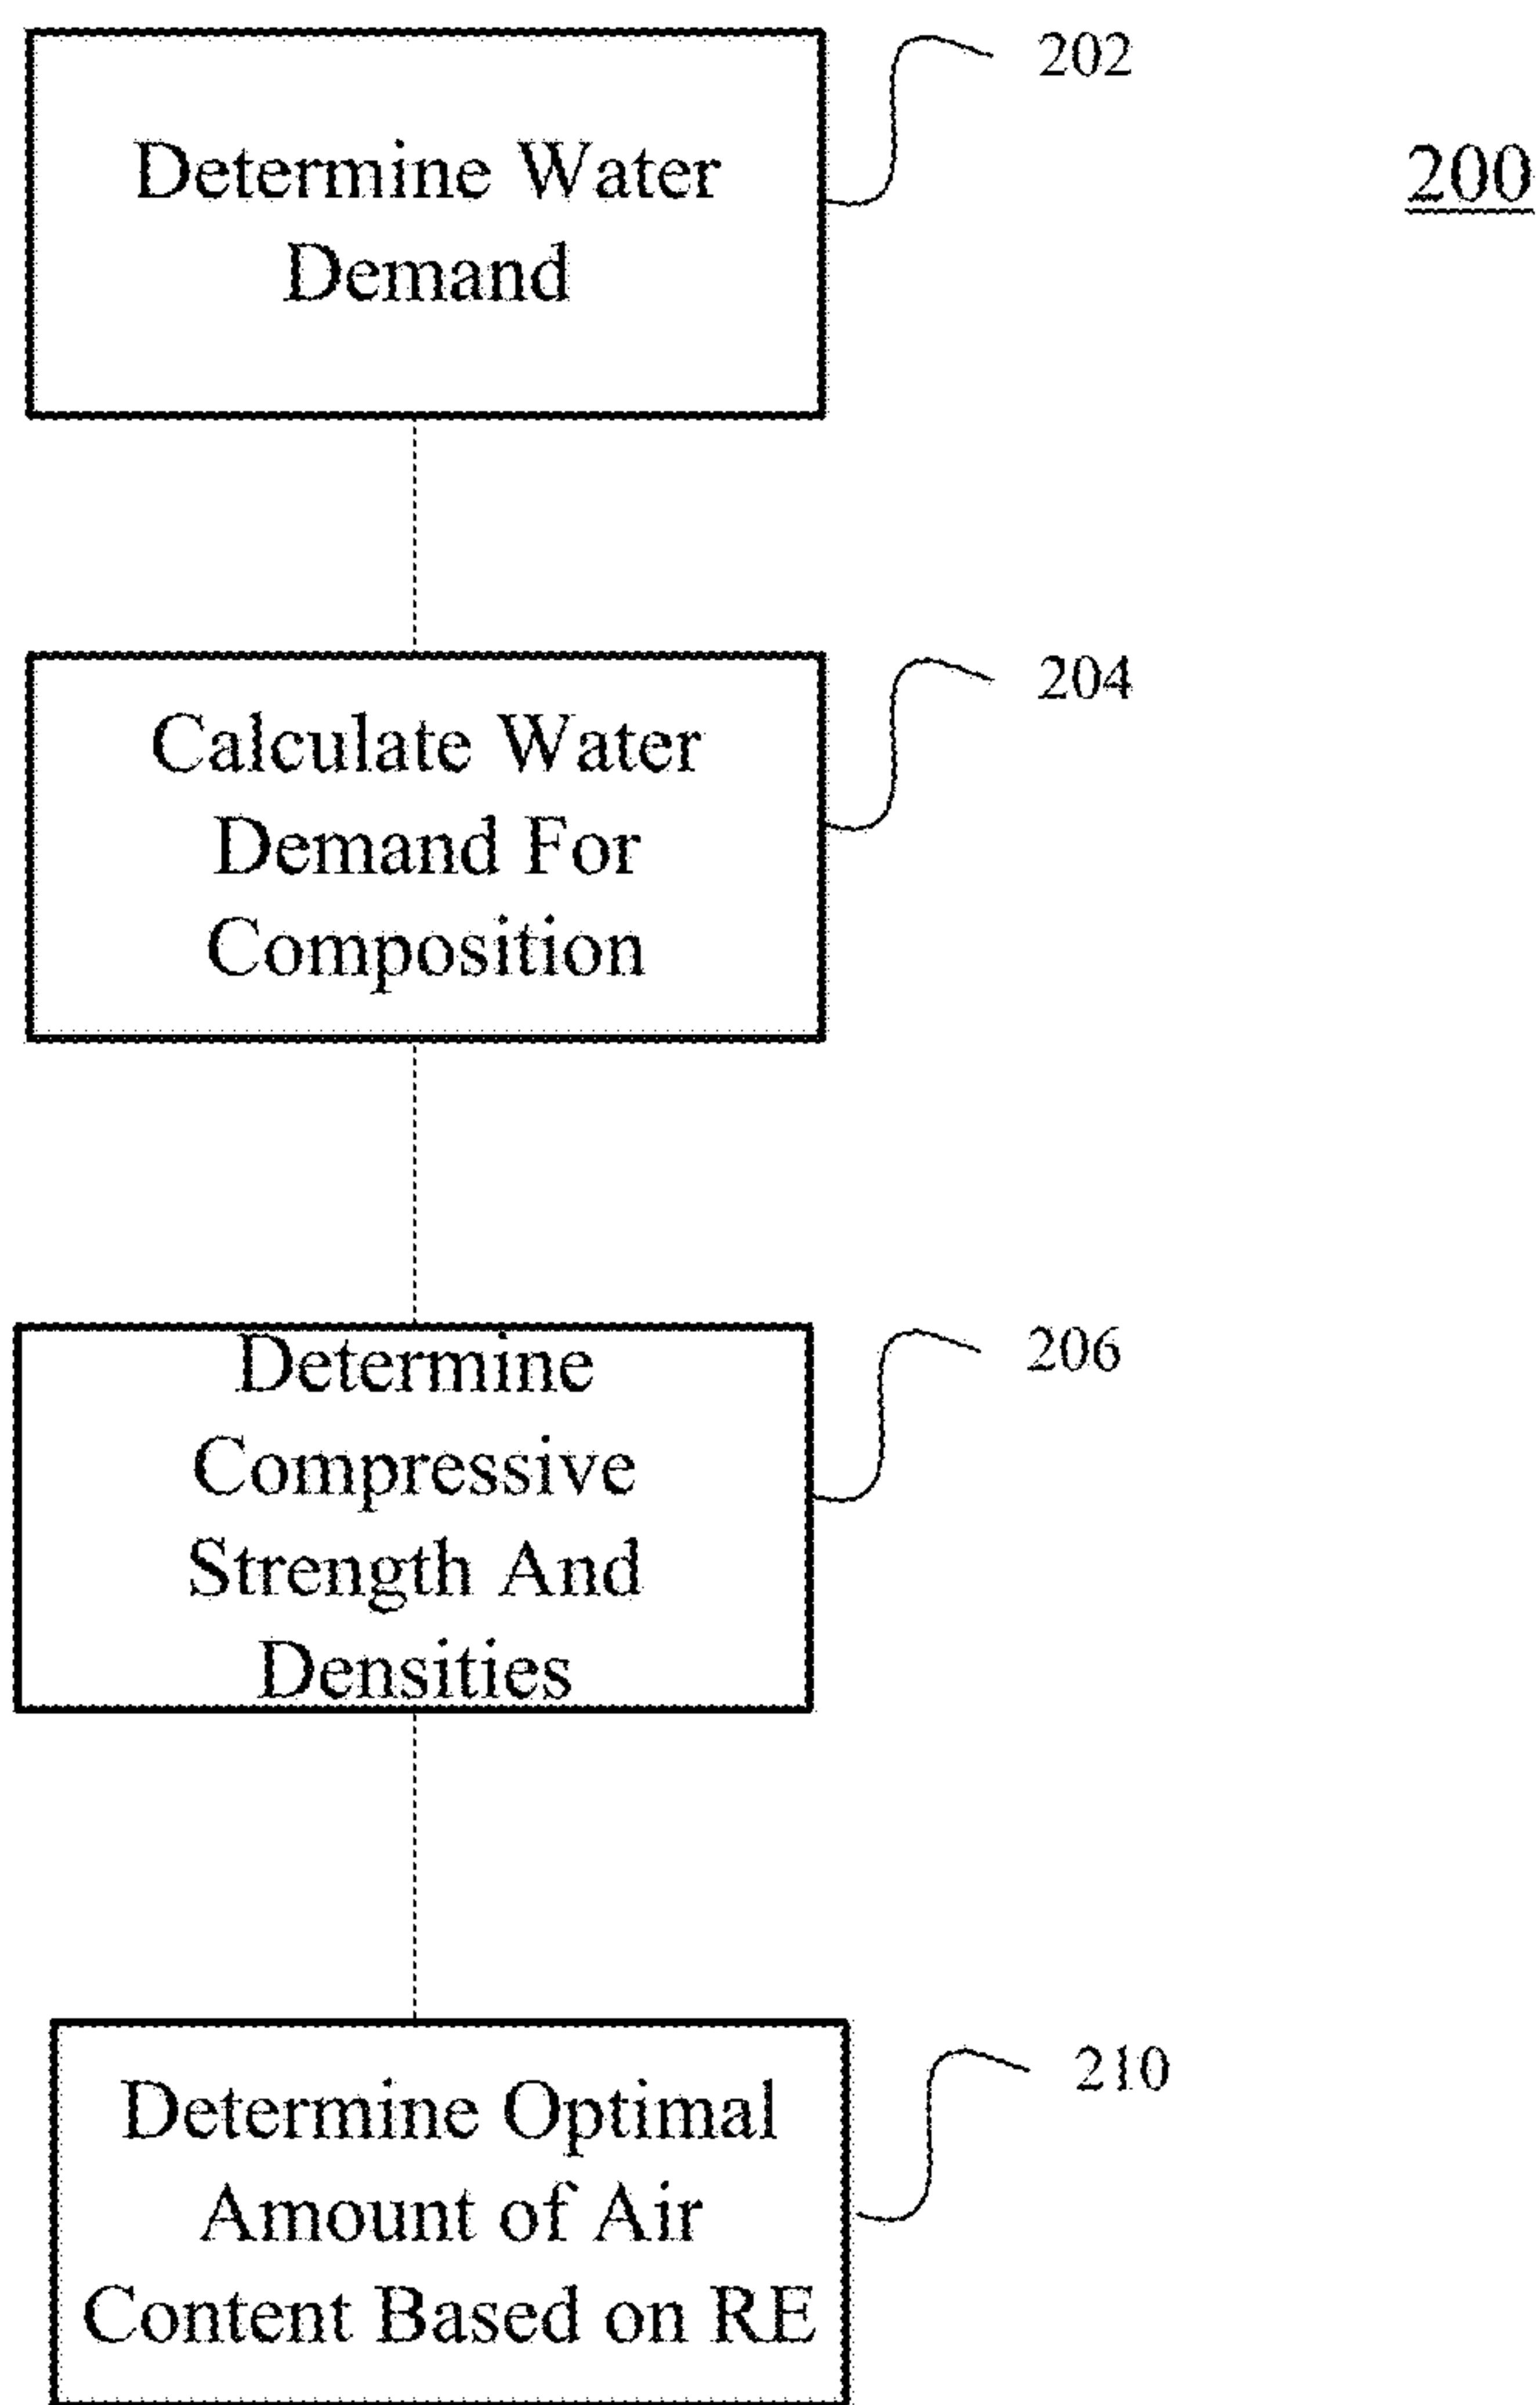 202
200
Determine Water
Demand
204
Calculate Water
Demand For
Composition
206
Determine
Compressive
Strength And
Densities
210
Determine Optimal
Amount of Air
Content Based on RE